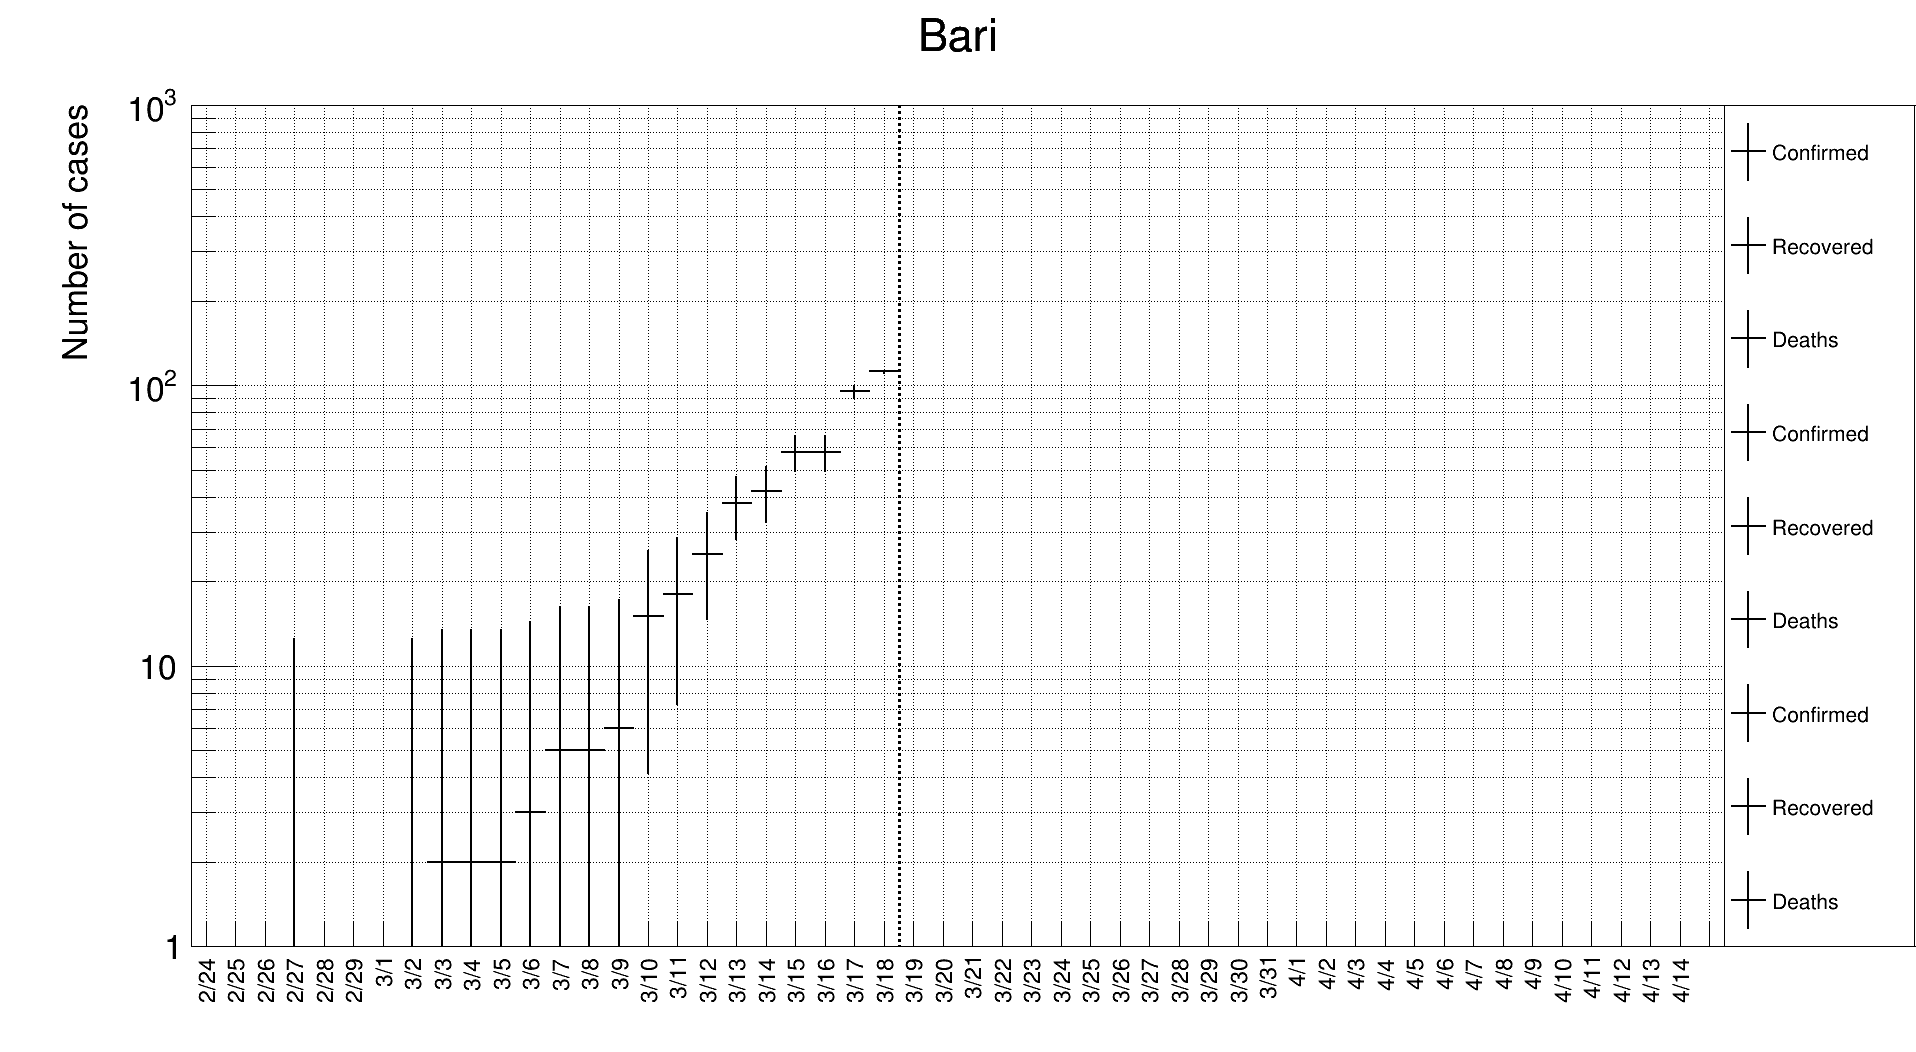 Bari
Number of cases
10³
10²
10
1
2/24 2/25 2/26 2/27 2/28 2/29 3/1 3/2 3/3 3/4 3/5 3/6 3/7 3/8 3/9 3/10 3/11 3/12 3/13 3/14 3/15 3/16 3/17 3/18 3/19 3/20 3/21 3/22 3/23 3/24 3/25 3/26 3/27 3/28 3/29 3/30 3/31 4/1 4/2 4/3 4/4 4/5 4/6 4/7 4/8 4/9 4/10 4/11 4/12 4/13 4/14
Confirmed
Recovered
Deaths
Confirmed
Recovered
Deaths
Confirmed
Recovered
Deaths